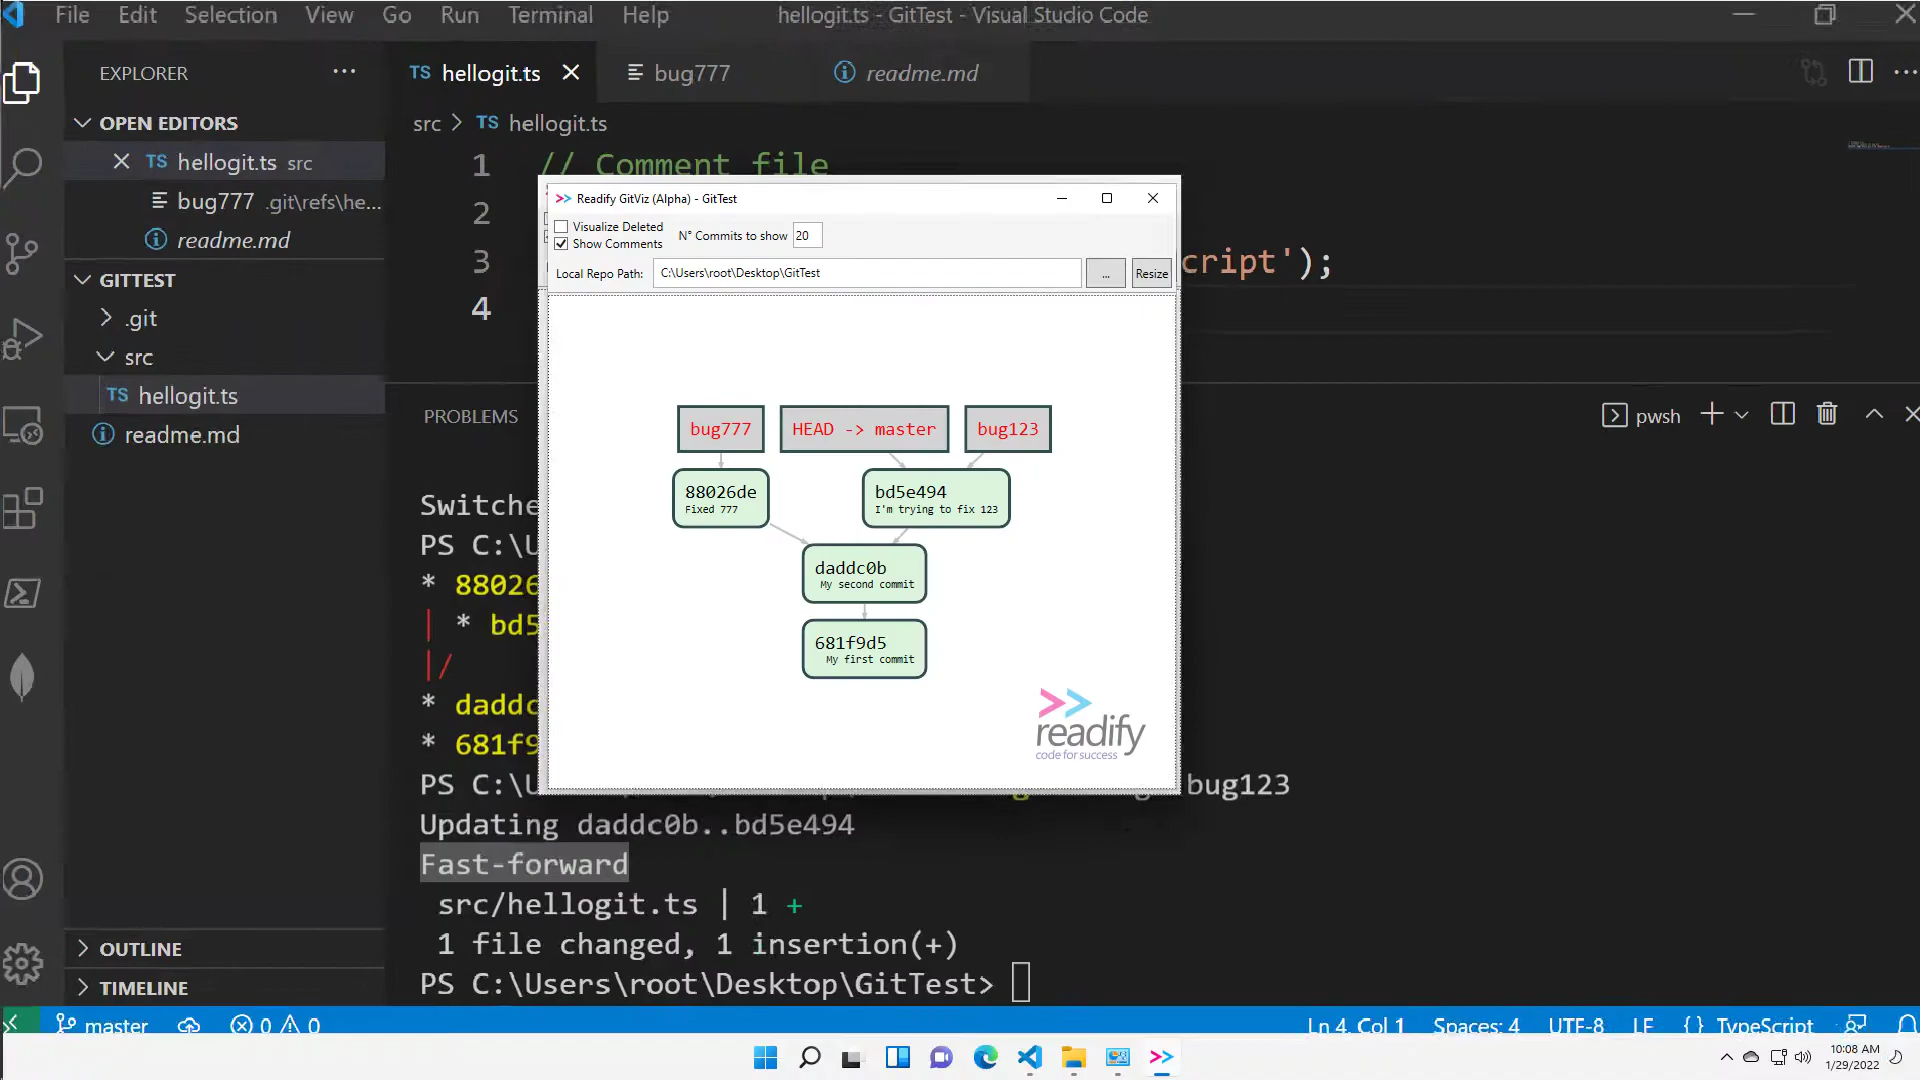 File Edit Selection View Go Run Terminal Help hellogit.ts - GitTest - Visual Studio Code
EXPLORER
OPEN EDITORS
hellogit.ts src
bug777 .git\refs\he...
readme.md
GITTEST
.git
src
TS hellogit.ts
readme.md
OUTLINE
TIMELINE
TS hellogit.ts bug777 readme.md
src > TS hellogit.ts
1 // Comment file
2
3 cript');
4
Readify GitViz (Alpha) - GitTest
Visualize Deleted
Show Comments
N° Commits to show 20
Local Repo Path: C:\Users\root\Desktop\GitTest ... Resize
bug777 HEAD -> master bug123
88026de
Fixed 777
bd5e494
I'm trying to fix 123
daddc0b
My second commit
681f9d5
My first commit
readify
code for success
PROBLEMS
pwsh
Switche
PS C:\U
* 88026
| * bd5
|/
* daddc
* 681f9
PS C:\U bug123
Updating daddc0b..bd5e494
Fast-forward
src/hellogit.ts | 1 +
1 file changed, 1 insertion(+)
PS C:\Users\root\Desktop\GitTest>
master 0 0 Ln 4, Col 1 Spaces: 4 UTF-8 LF {} TypeScript
10:08 AM
1/29/2022